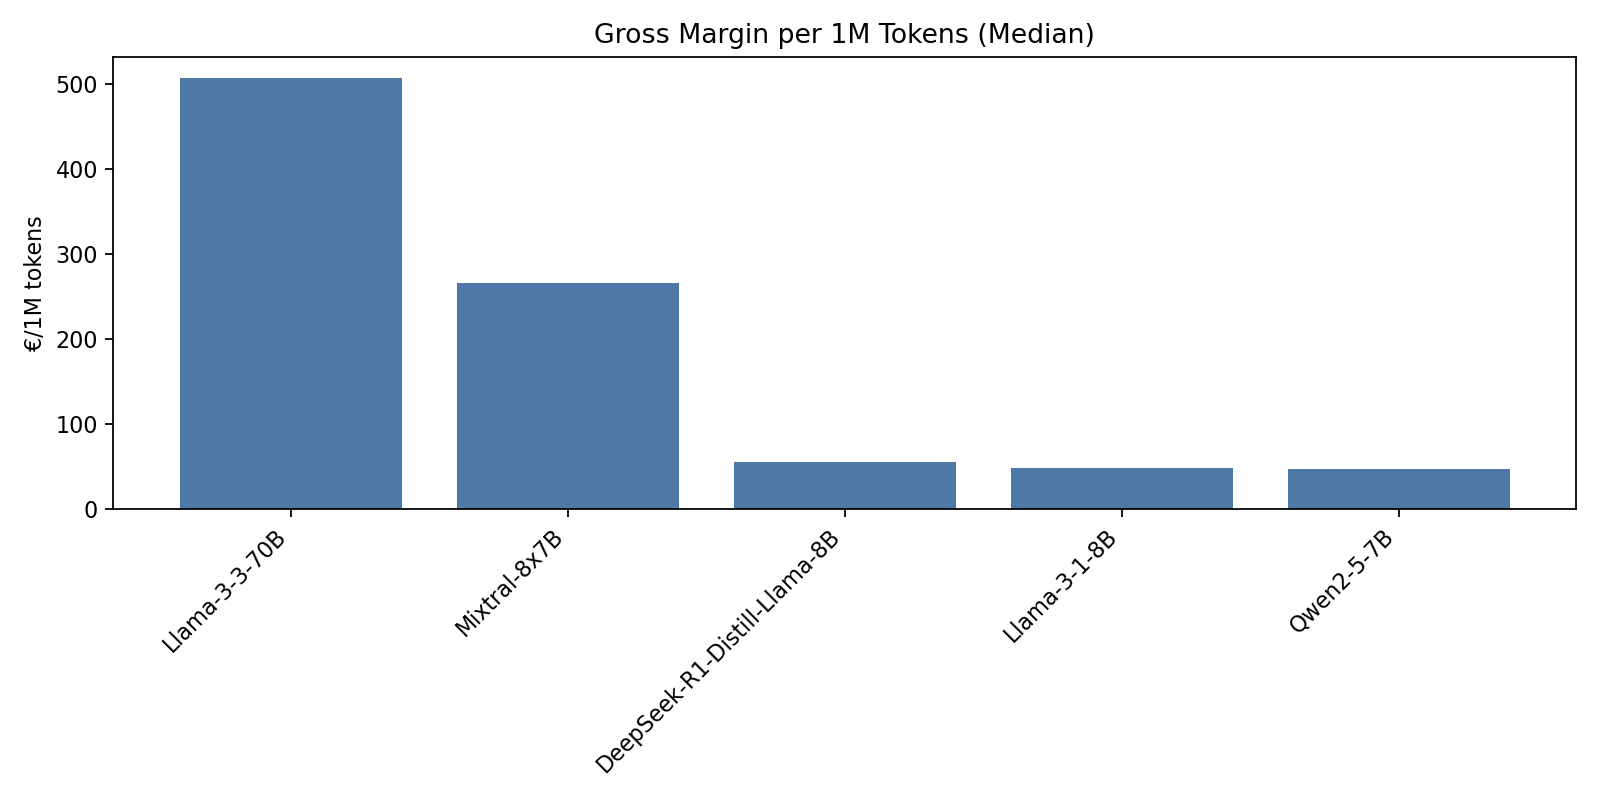 Gross Margin per 1M Tokens (Median)
€/1M tokens
500
400
300
200
100
0
Llama-3-3-70B
Mixtral-8x7B
DeepSeek-R1-Distill-Llama-8B
Llama-3-1-8B
Qwen2-5-7B